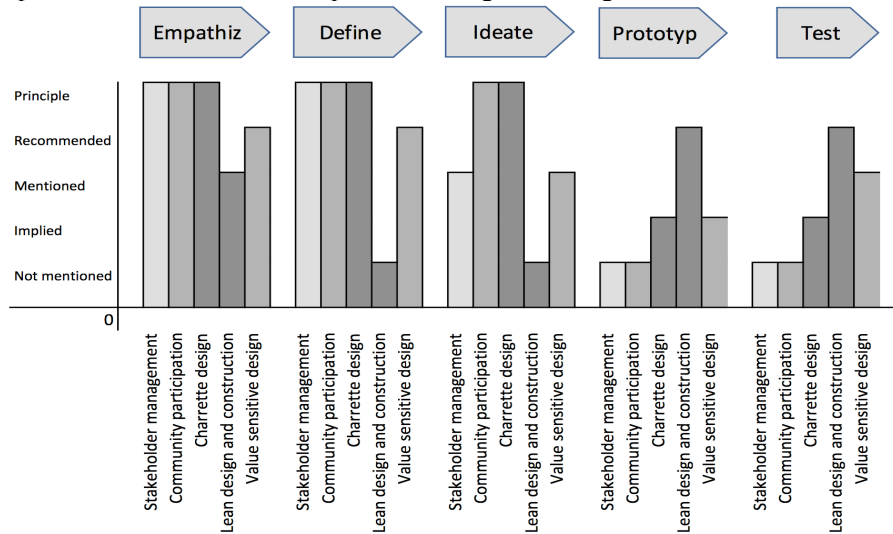 Empathiz
Define
Ideate
Prototyp
Test
Principle
Recommended
Mentioned
Implied
Not mentioned
0
Stakeholder management
Community participation
Charrette design
Lean design and construction
Value sensitive design
Stakeholder management
Community participation
Charrette design
Lean design and construction
Value sensitive design
Stakeholder management
Community participation
Charrette design
Lean design and construction
Value sensitive design
Stakeholder management
Community participation
Charrette design
Lean design and construction
Value sensitive design
Stakeholder management
Community participation
Charrette design
Lean design and construction
Value sensitive design